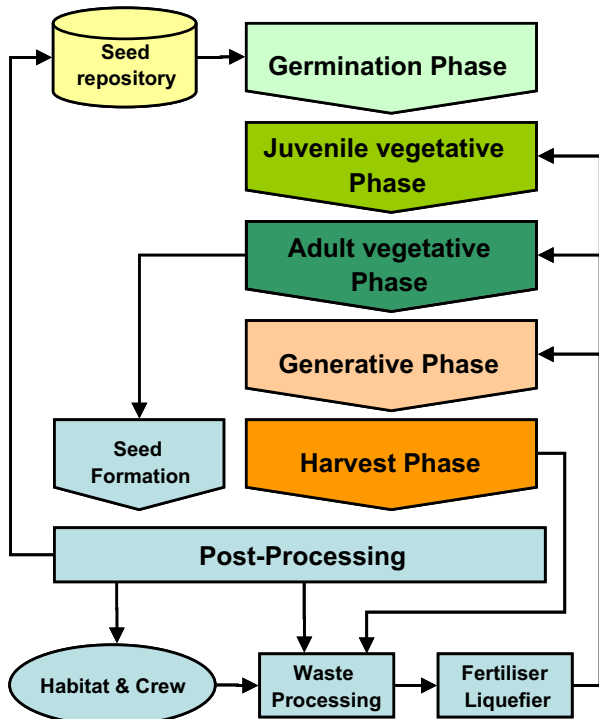 Seed
repository
Germination Phase
Juvenile vegetative
Phase
Adult vegetative
Phase
Generative Phase
Seed
Formation
Harvest Phase
Post-Processing
Habitat & Crew
Waste
Processing
Fertiliser
Liquefier